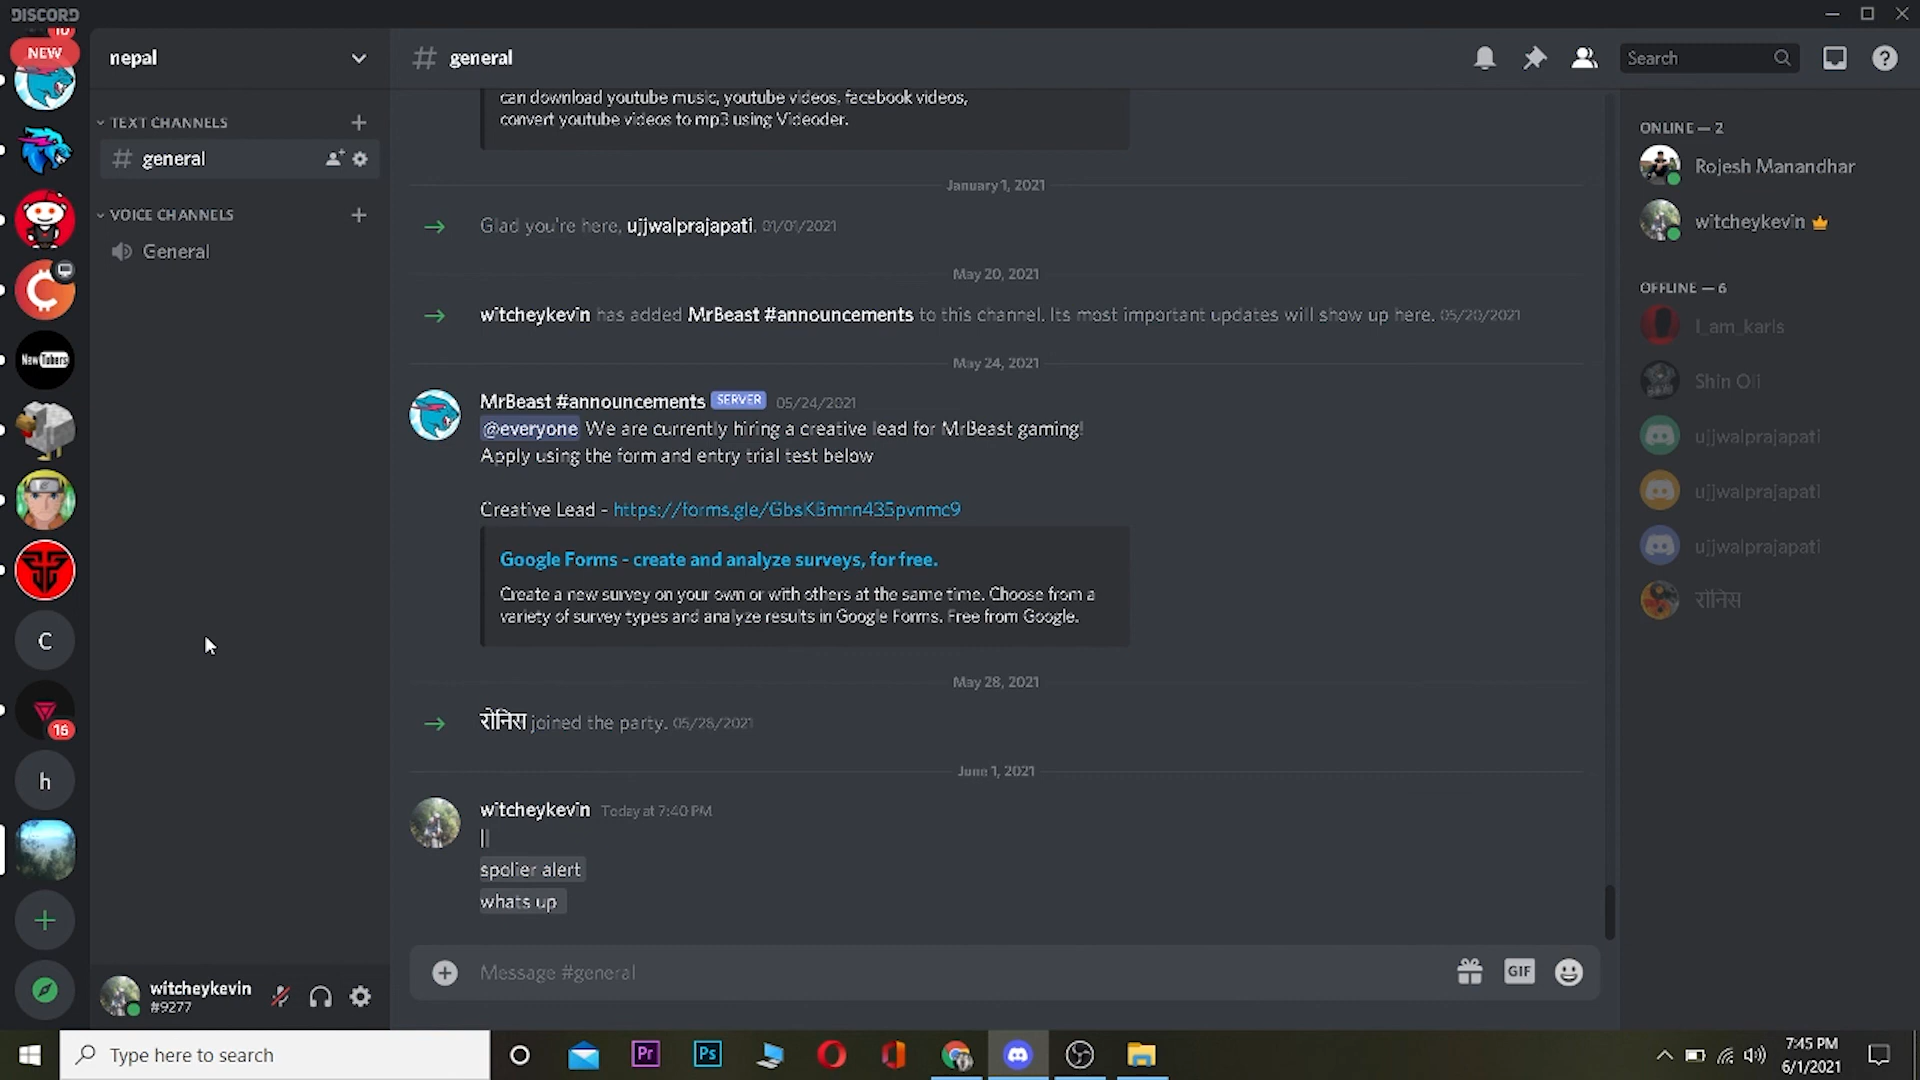 DISCORD
10
NEW
nepal
general
Search
TEXT CHANNELS
general
VOICE CHANNELS
General
can download youtube music, youtube videos, facebook videos,
convert youtube videos to mp3 using Videoder.
January 1, 2021
Glad you're here, ujjwalprajapati. 01/01/2021
May 20, 2021
witcheykevin has added MrBeast #announcements to this channel. Its most important updates will show up here. 05/20/2021
May 24, 2021
MrBeast #announcements SERVER 05/24/2021
@everyone We are currently hiring a creative lead for MrBeast gaming!
Apply using the form and entry trial test below
Creative Lead - https://forms.gle/GbsKBmnn435pvnmc9
Google Forms - create and analyze surveys, for free.
Create a new survey on your own or with others at the same time. Choose from a
variety of survey types and analyze results in Google Forms. Free from Google.
May 28, 2021
रोनिस joined the party. 05/28/2021
June 1, 2021
witcheykevin Today at 7:40 PM
||
spolier alert
whats up
Message #general
GIF
ONLINE — 2
Rojesh Manandhar
witcheykevin
OFFLINE — 6
I_am_karls
Shin Oli
ujjwalprajapati
ujjwalprajapati
ujjwalprajapati
रोनिस
NewTubers
C
16
h
witcheykevin
#9277
Type here to search
Pr
Ps
7:45 PM
6/1/2021